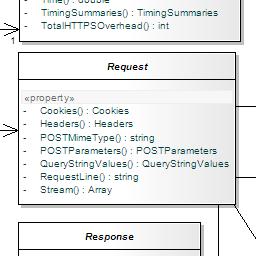 - Time() : double
- TimingSummaries() : TimingSummaries
- TotalHTTPSOverhead() : int
1
Request
«property»
- Cookies() : Cookies
- Headers() : Headers
- POSTMimeType() : string
- POSTParameters() : POSTParameters
- QueryStringValues() : QueryStringValues
- RequestLine() : string
- Stream() : Array
Response